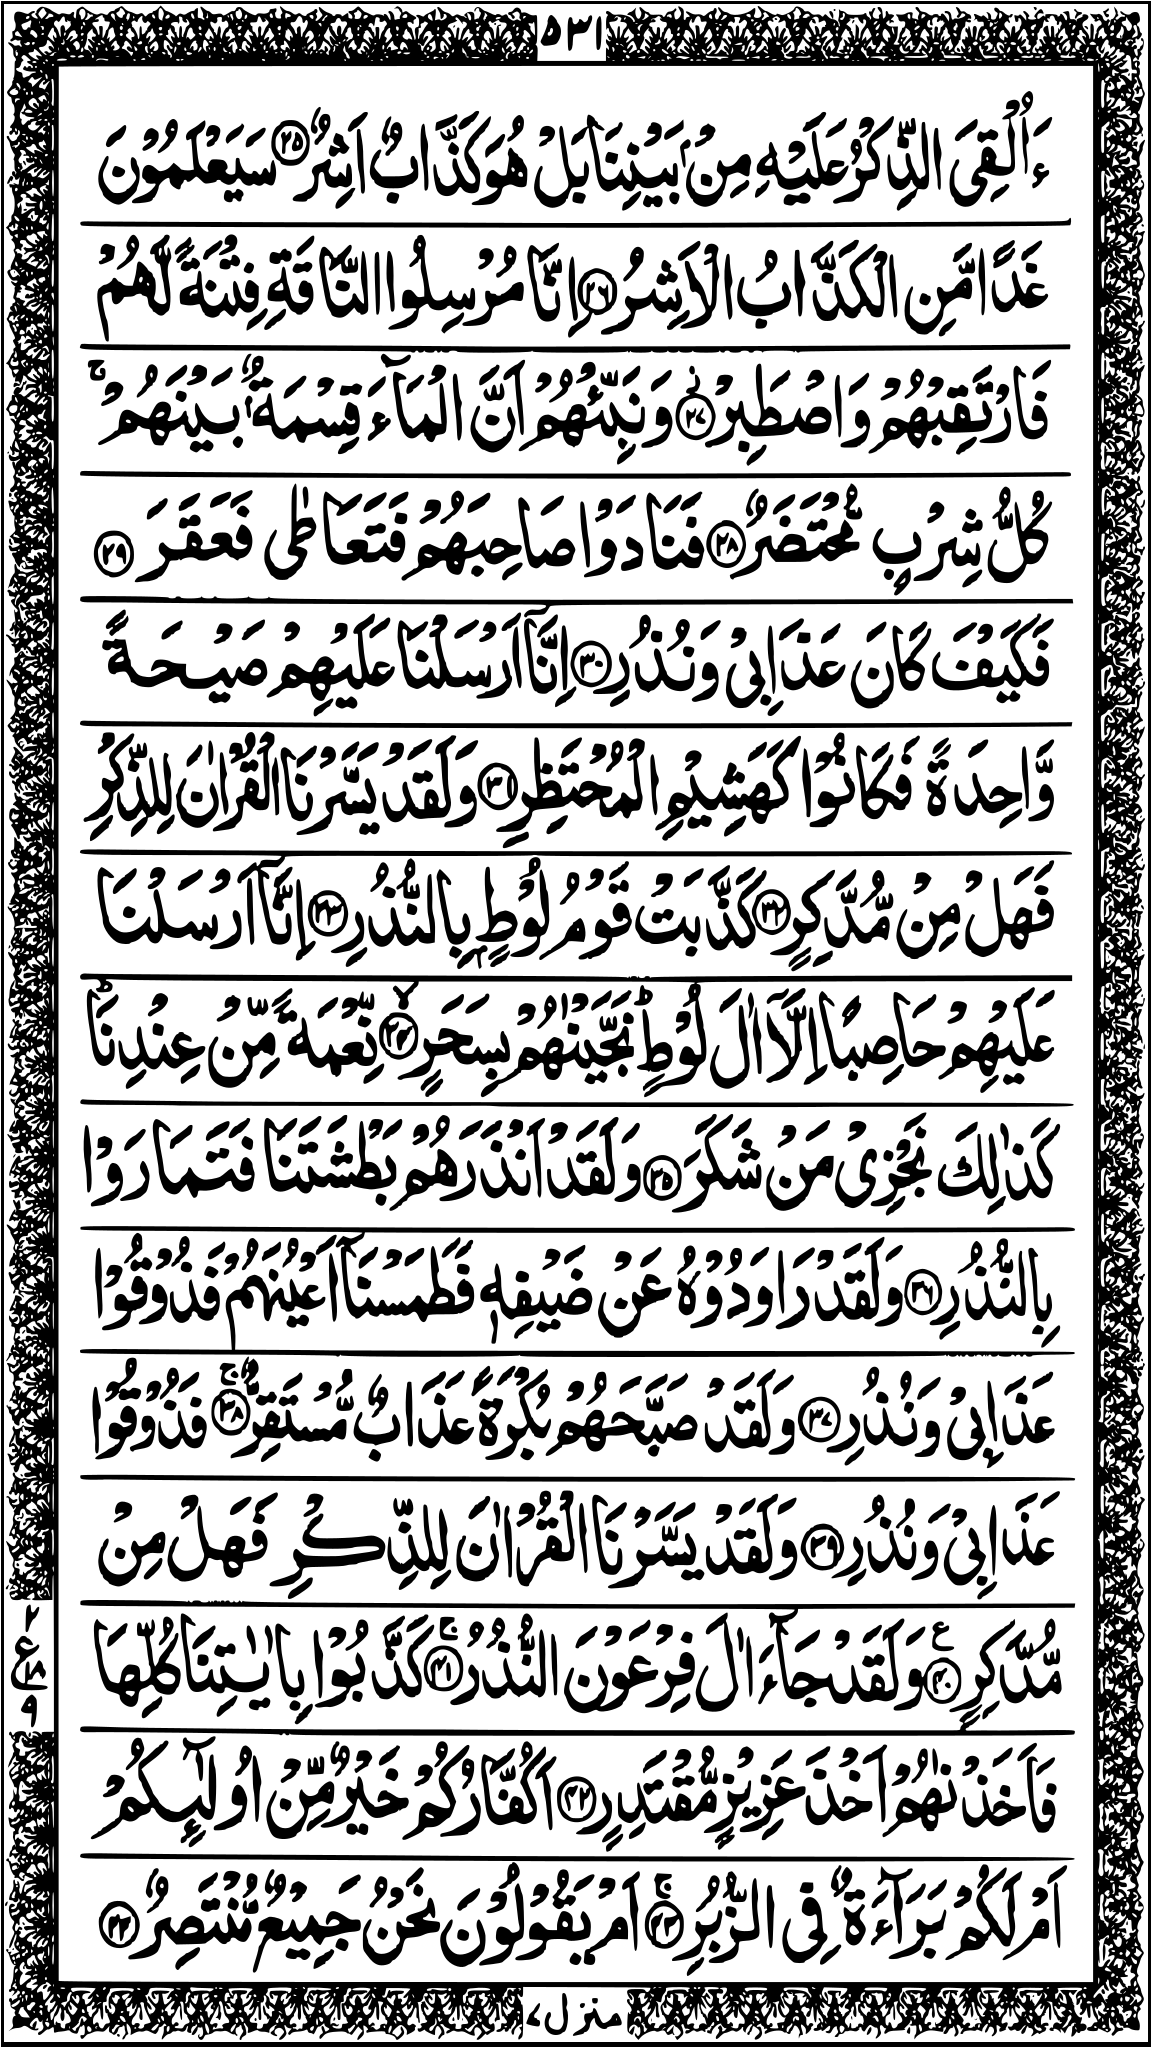 ٥٣١
ءَاُلْقِيَ الذِّكْرُ عَلَيْهِ مِنْۢ بَيْنِنَا بَلْ هُوَ كَذَّابٌ اَشِرٌ ۝٢٥ سَيَعْلَمُوْنَ
غَدًا مَّنِ الْكَذَّابُ الْاَشِرُ ۝٢٦ اِنَّا مُرْسِلُوا النَّاقَةِ فِتْنَةً لَّهُمْ
فَارْتَقِبْهُمْ وَاصْطَبِرْ ۝٢٧ وَنَبِّئْهُمْ اَنَّ الْمَآءَ قِسْمَةٌۢ بَيْنَهُمْ ۚ
كُلُّ شِرْبٍ مُّحْتَضَرٌ ۝٢٨ فَنَادَوْا صَاحِبَهُمْ فَتَعَاطٰى فَعَقَرَ ۝٢٩
فَكَيْفَ كَانَ عَذَابِيْ وَنُذُرِ ۝٣٠ اِنَّآ اَرْسَلْنَا عَلَيْهِمْ صَيْحَةً
وَّاحِدَةً فَكَانُوْا كَهَشِيْمِ الْمُحْتَظِرِ ۝٣١ وَلَقَدْ يَسَّرْنَا الْقُرْاٰنَ لِلذِّكْرِ
فَهَلْ مِنْ مُّدَّكِرٍ ۝٣٢ كَذَّبَتْ قَوْمُ لُوْطٍۭ بِالنُّذُرِ ۝٣٣ اِنَّآ اَرْسَلْنَا
عَلَيْهِمْ حَاصِبًا اِلَّآ اٰلَ لُوْطٍ ؕ نَجَّيْنٰهُمْ بِسَحَرٍ ۝٣٤ نِّعْمَةً مِّنْ عِنْدِنَا ؕ
كَذٰلِكَ نَجْزِيْ مَنْ شَكَرَ ۝٣٥ وَلَقَدْ اَنْذَرَهُمْ بَطْشَتَنَا فَتَمَارَوْا
بِالنُّذُرِ ۝٣٦ وَلَقَدْ رَاوَدُوْهُ عَنْ ضَيْفِهٖ فَطَمَسْنَآ اَعْيُنَهُمْ فَذُوْقُوْا
عَذَابِيْ وَنُذُرِ ۝٣٧ وَلَقَدْ صَبَّحَهُمْ بُكْرَةً عَذَابٌ مُّسْتَقِرٌّ ۚ ۝٣٨ فَذُوْقُوْا
عَذَابِيْ وَنُذُرِ ۝٣٩ وَلَقَدْ يَسَّرْنَا الْقُرْاٰنَ لِلذِّكْرِ فَهَلْ مِنْ
مُّدَّكِرٍ ۝٤٠ ع وَلَقَدْ جَآءَ اٰلَ فِرْعَوْنَ النُّذُرُ ۚ ۝٤١ كَذَّبُوْا بِاٰيٰتِنَا كُلِّهَا
٢
ع ١٨
٩
فَاَخَذْنٰهُمْ اَخْذَ عَزِيْزٍ مُّقْتَدِرٍ ۝٤٢ اَكُفَّارُكُمْ خَيْرٌ مِّنْ اُولٰٓئِكُمْ
اَمْ لَكُمْ بَرَآءَةٌ فِي الزُّبُرِ ۚ ۝٤٣ اَمْ يَقُوْلُوْنَ نَحْنُ جَمِيْعٌ مُّنْتَصِرٌ ۝٤٤
منزل ٧